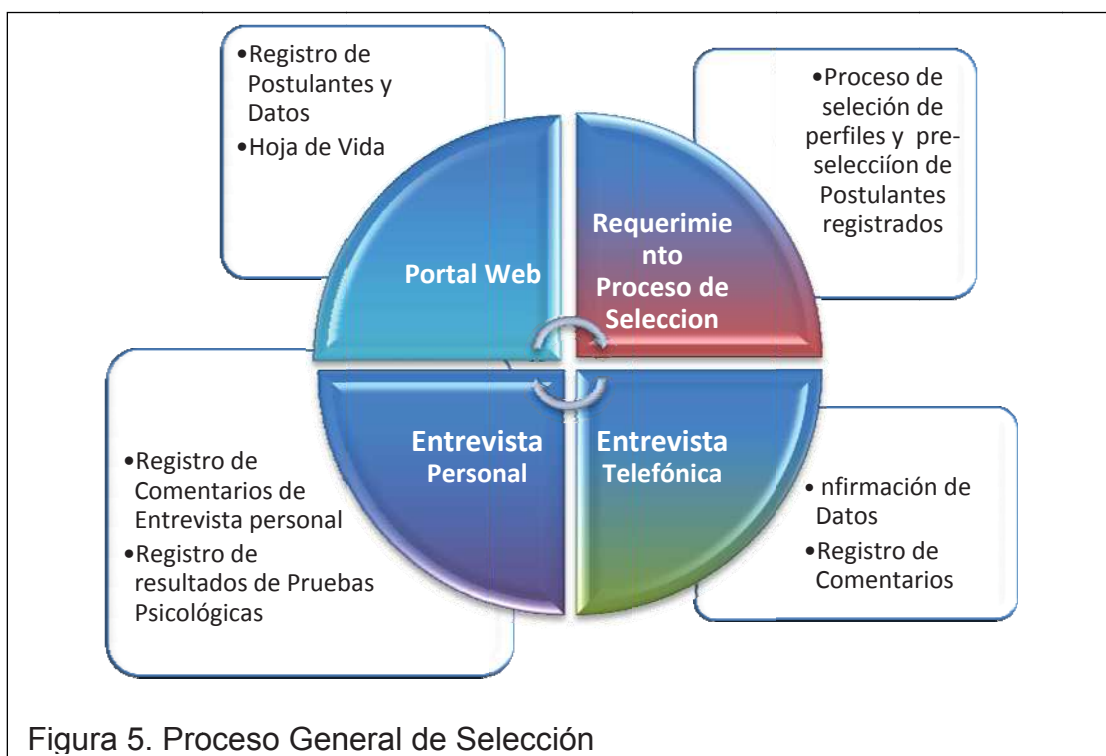 •Registro de
Postulantes y
Datos
•Hoja de Vida
Portal Web
•Proceso de
seleción de
perfiles y pre-
selecciíon de
Postulantes
registrados
Requerimie
nto
Proceso de
Seleccion
•Registro de
Comentarios de
Entrevista personal
•Registro de
resultados de Pruebas
Psicológicas
Entrevista
Personal
Entrevista
Telefónica
• nfirmación de
Datos
•Registro de
Comentarios
Figura 5. Proceso General de Selección